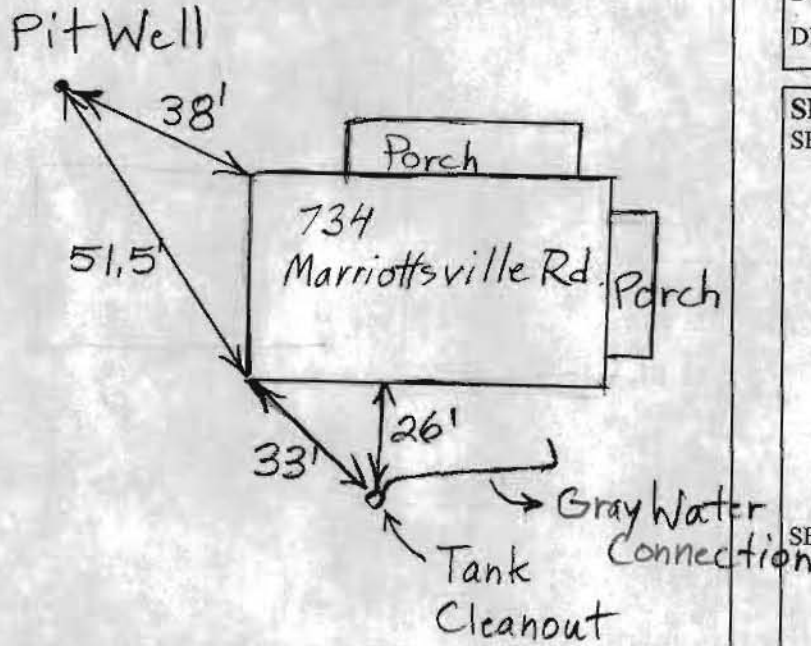 Pit Well
38'
Porch
734
Marriottsville Rd.
Porch
51.5'
33'
26'
Gray Water
Connection
Tank
Cleanout